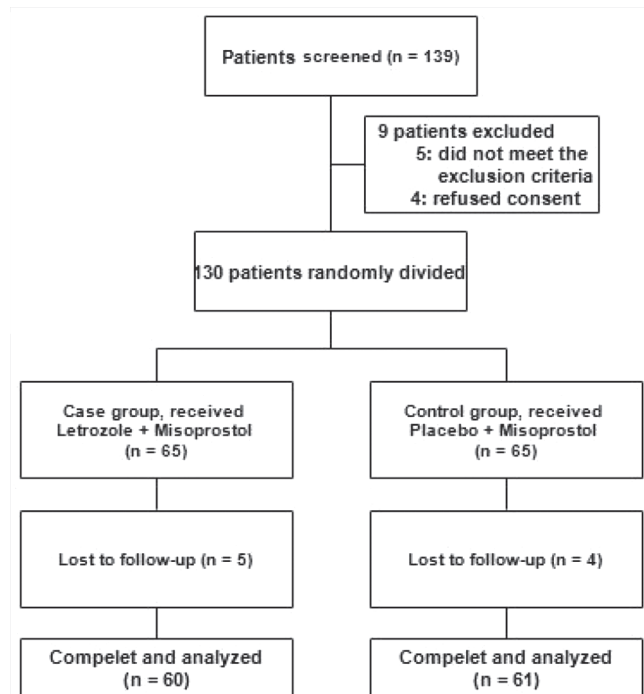 Patients screened (n = 139)
9 patients excluded
5: did not meet the
exclusion criteria
4: refused consent
130 patients randomly divided
Case group, received
Letrozole + Misoprostol
(n = 65)
Control group, received
Placebo + Misoprostol
(n = 65)
Lost to follow-up (n = 5)
Lost to follow-up (n = 4)
Compelet and analyzed
(n = 60)
Compelet and analyzed
(n = 61)